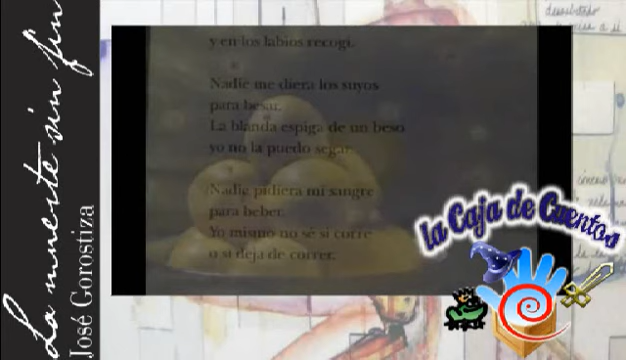 La muerte sin fin
José Gorostiza
y en los labios recogí.
Nadie me diera los suyos
para besar.
La blanda espiga de un beso
yo no la puedo segar.
Nadie pidiera mi sangre
para beber.
Yo mismo no sé si corre
o si deja de correr.
la Caja de Cuentos